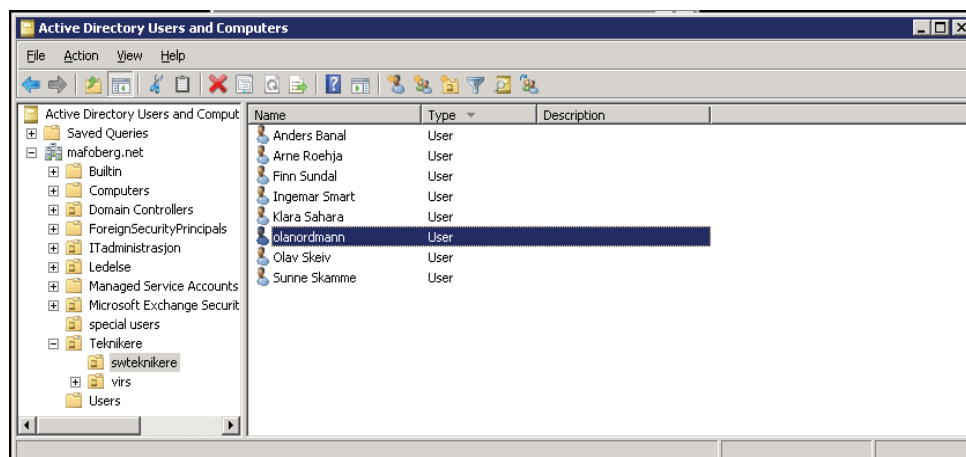 Active Directory Users and Computers
File Action View Help
Active Directory Users and Comput
Saved Queries
mafoberg.net
Builtin
Computers
Domain Controllers
ForeignSecurityPrincipals
ITadministrasjon
Ledelse
Managed Service Accounts
Microsoft Exchange Securit
special users
Teknikere
swteknikere
virs
Users
Name Type Description
Anders Banal User
Arne Roehja User
Finn Sundal User
Ingemar Smart User
Klara Sahara User
olanordmann User
Olav Skeiv User
Sunne Skamme User